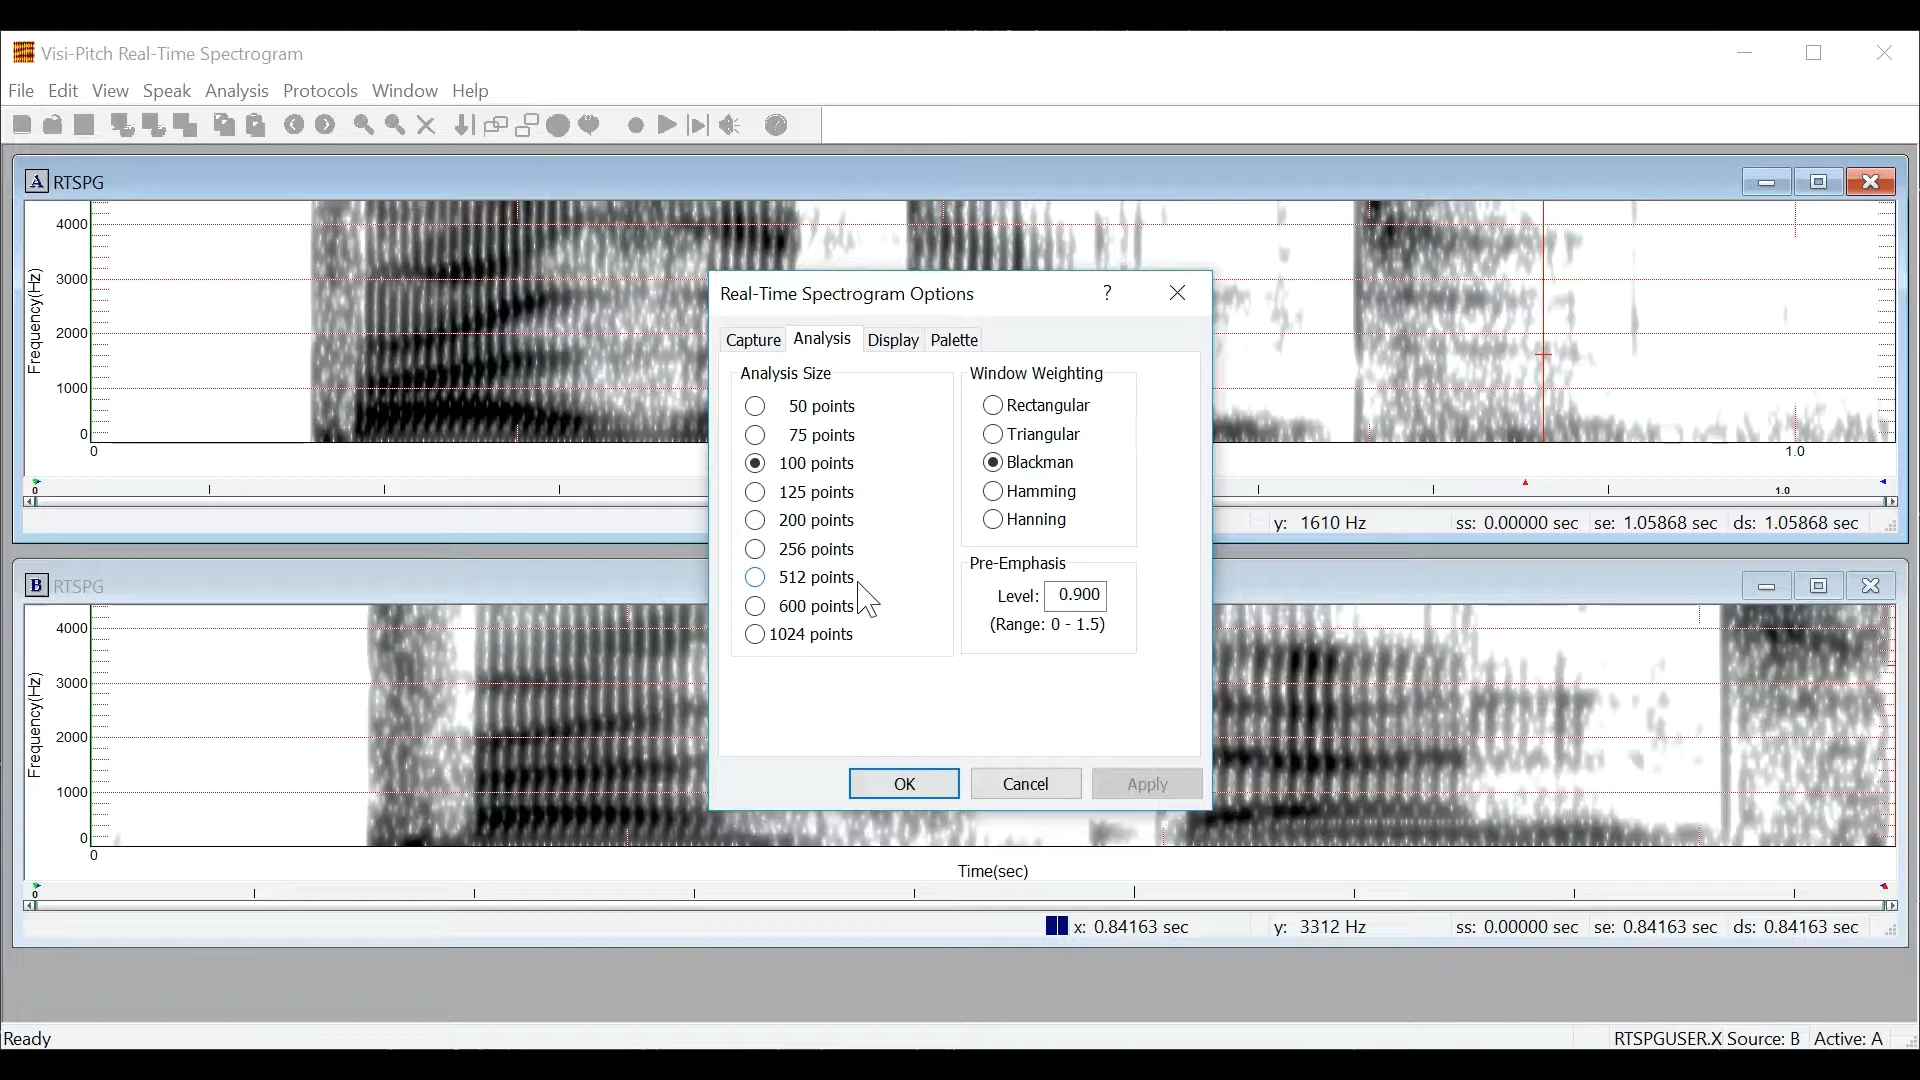 Visi-Pitch Real-Time Spectrogram
File Edit View Speak Analysis Protocols Window Help
A RTSPG
4000
3000
2000
1000
0
Frequency(Hz)
0 1.0
0 1.0
y: 1610 Hz ss: 0.00000 sec se: 1.05868 sec ds: 1.05868 sec
Real-Time Spectrogram Options ?
Capture Analysis Display Palette
Analysis Size
50 points
75 points
100 points
125 points
200 points
256 points
512 points
600 points
1024 points
Window Weighting
Rectangular
Triangular
Blackman
Hamming
Hanning
Pre-Emphasis
Level: 0.900
(Range: 0 - 1.5)
OK Cancel Apply
B RTSPG
4000
3000
2000
1000
0
Frequency(Hz)
0
Time(sec)
0
x: 0.84163 sec y: 3312 Hz ss: 0.00000 sec se: 0.84163 sec ds: 0.84163 sec
Ready RTSPGUSER.X Source: B Active: A